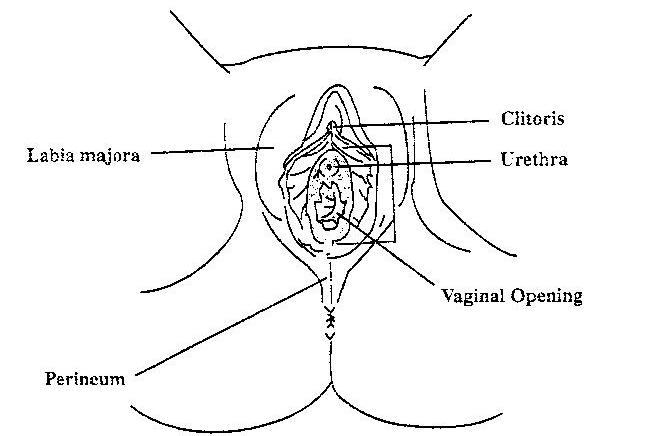 Clitoris
Labia majora
Urethra
Vaginal Opening
Perineum